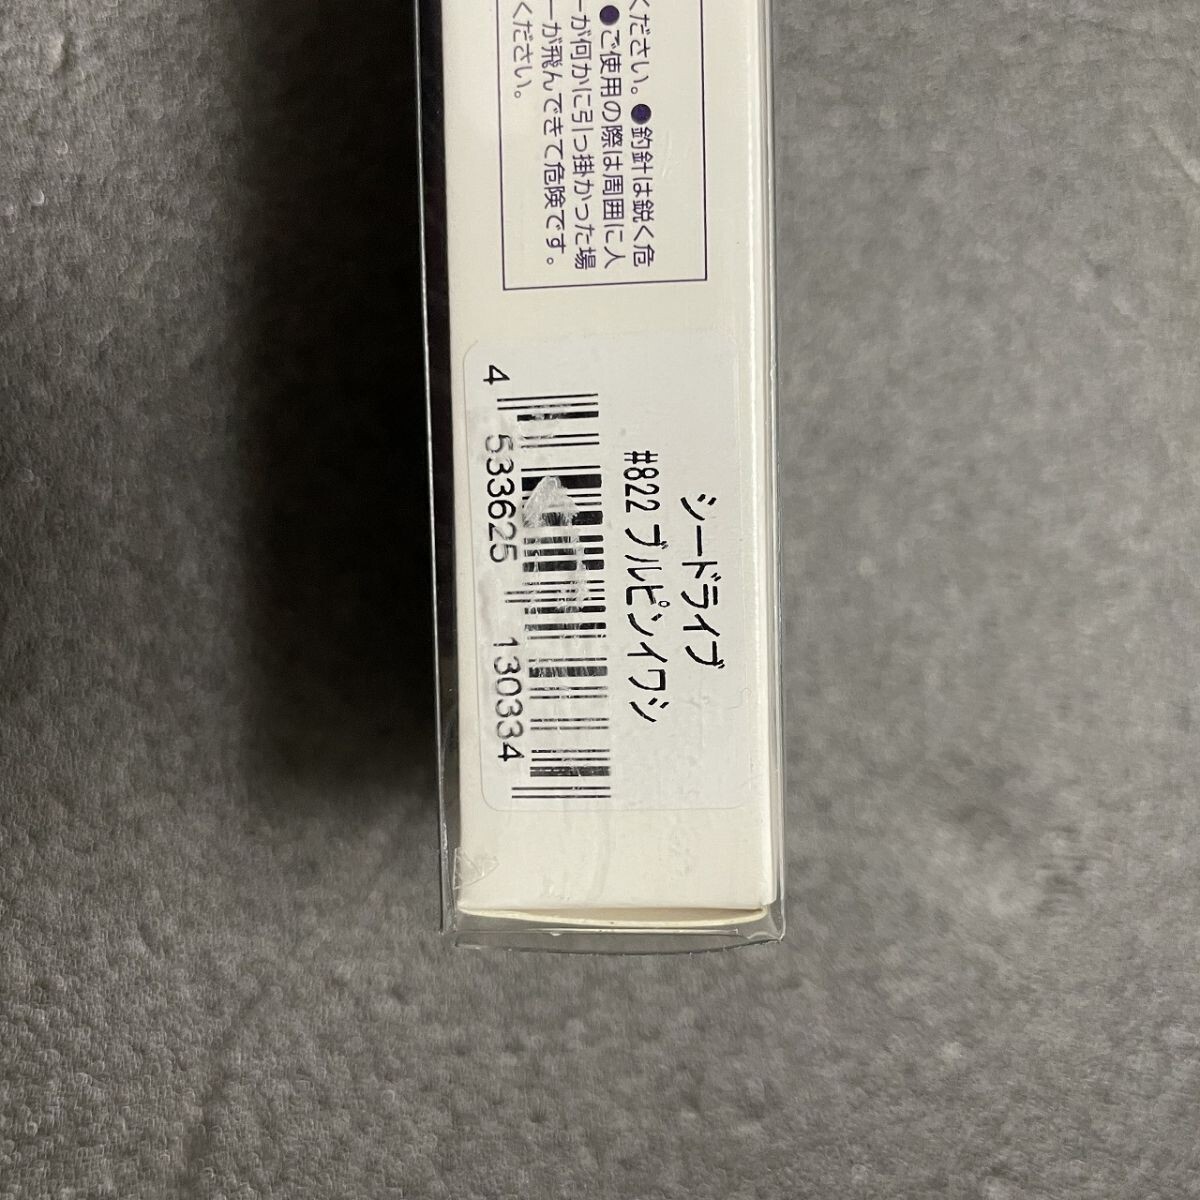 ください。●釣針は鋭く危
●ご使用の際は周囲に人
ーが何かに引っ掛かった場
ーが飛んできて危険です。
ください。
シードライブ
#822 ブルピンイワシ
4 533625 130334